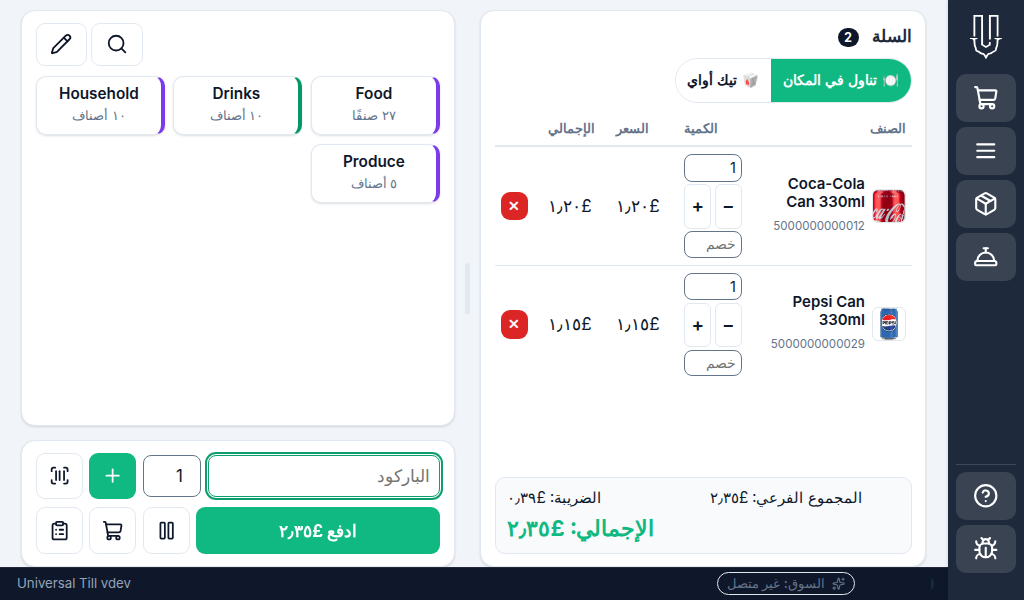 السلة 2
🍽️ تناول في المكان
🥡 تيك أواي
الصنف الكمية السعر الإجمالي
Coca-Cola Can 330ml
5000000000012
1
− +
خصم
£١٫٢٠ £١٫٢٠ ✕
Pepsi Can 330ml
5000000000029
1
− +
خصم
£١٫١٥ £١٫١٥ ✕
المجموع الفرعي: £٢٫٣٥ الضريبة: £٠٫٣٩
الإجمالي: £٢٫٣٥
Food
٢٧ صنفًا
Drinks
١٠ أصناف
Household
١٠ أصناف
Produce
٥ أصناف
الباركود 1 +
ادفع £٢٫٣٥
السوق: غير متصل
Universal Till vdev